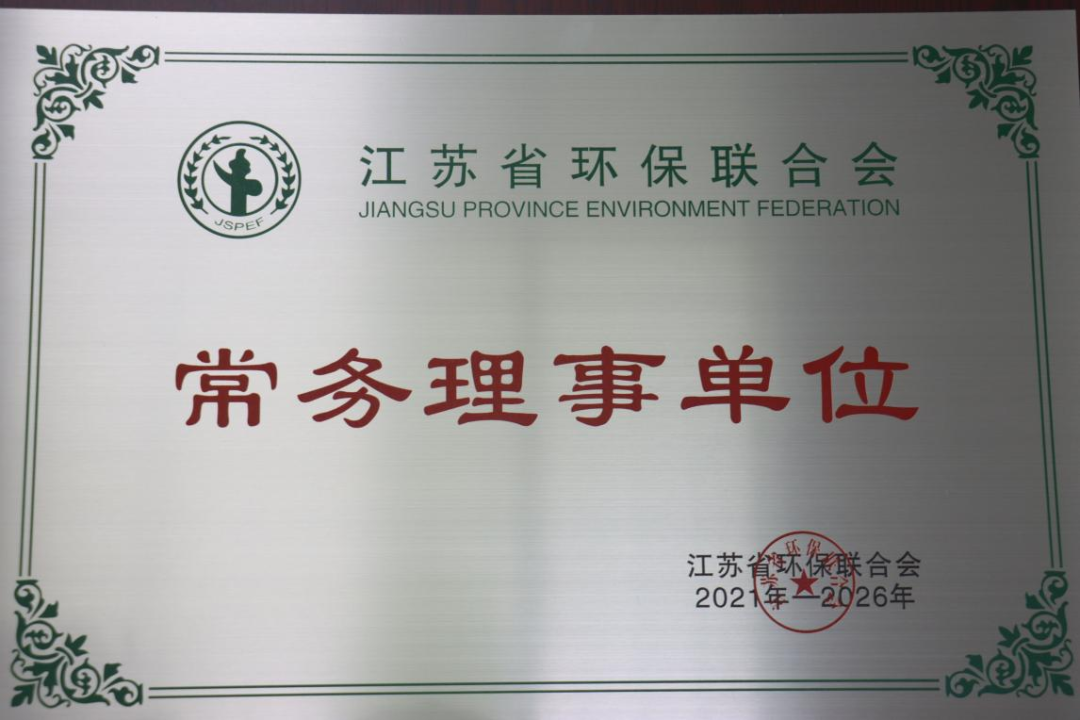 江苏省环保联合会
JIANGSU PROVINCE ENVIRONMENT FEDERATION
JSPEF
常务理事单位
江苏省环保联合会
2021年—2026年